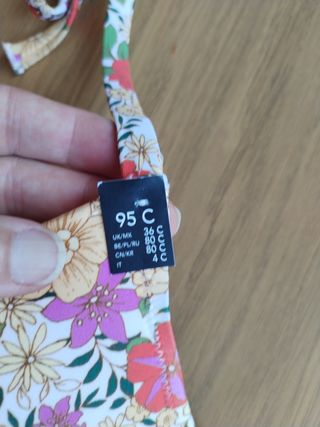 95 C
UK/MX 36 C
BE/PL/RU 80 C
CN/KR 80 C
IT 4 C